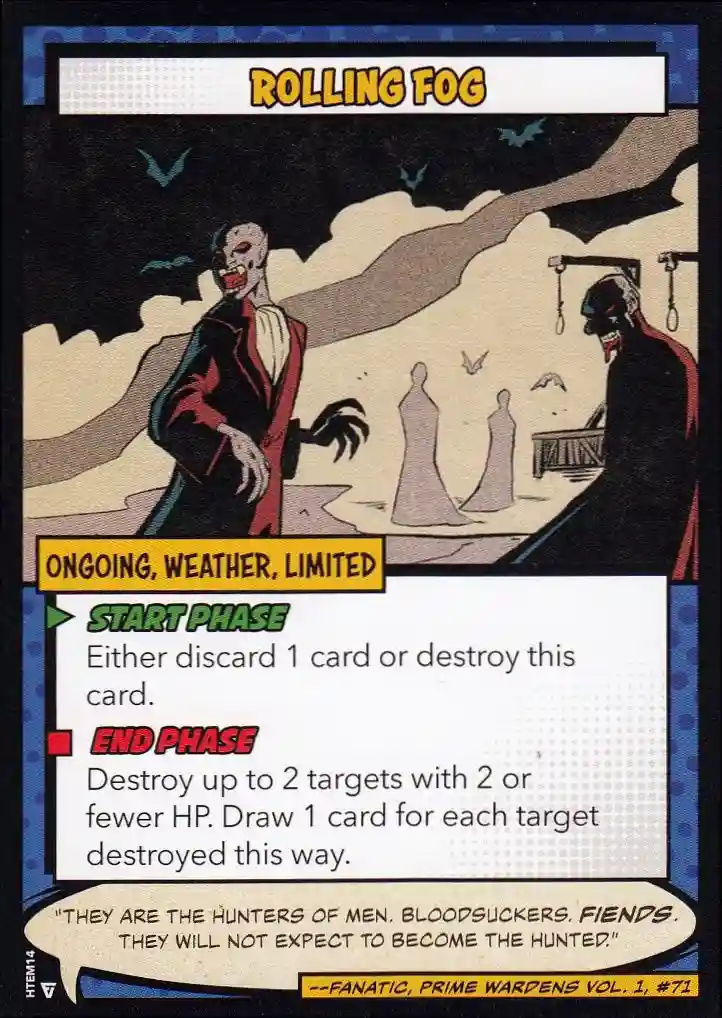 ROLLING FOG
ONGOING, WEATHER, LIMITED
START PHASE
Either discard 1 card or destroy this
card.
END PHASE
Destroy up to 2 targets with 2 or
fewer HP. Draw 1 card for each target
destroyed this way.
"THEY ARE THE HUNTERS OF MEN. BLOODSUCKERS. FIENDS.
THEY WILL NOT EXPECT TO BECOME THE HUNTED."
--FANATIC, PRIME WARDENS VOL. 1, #71
HTEM14